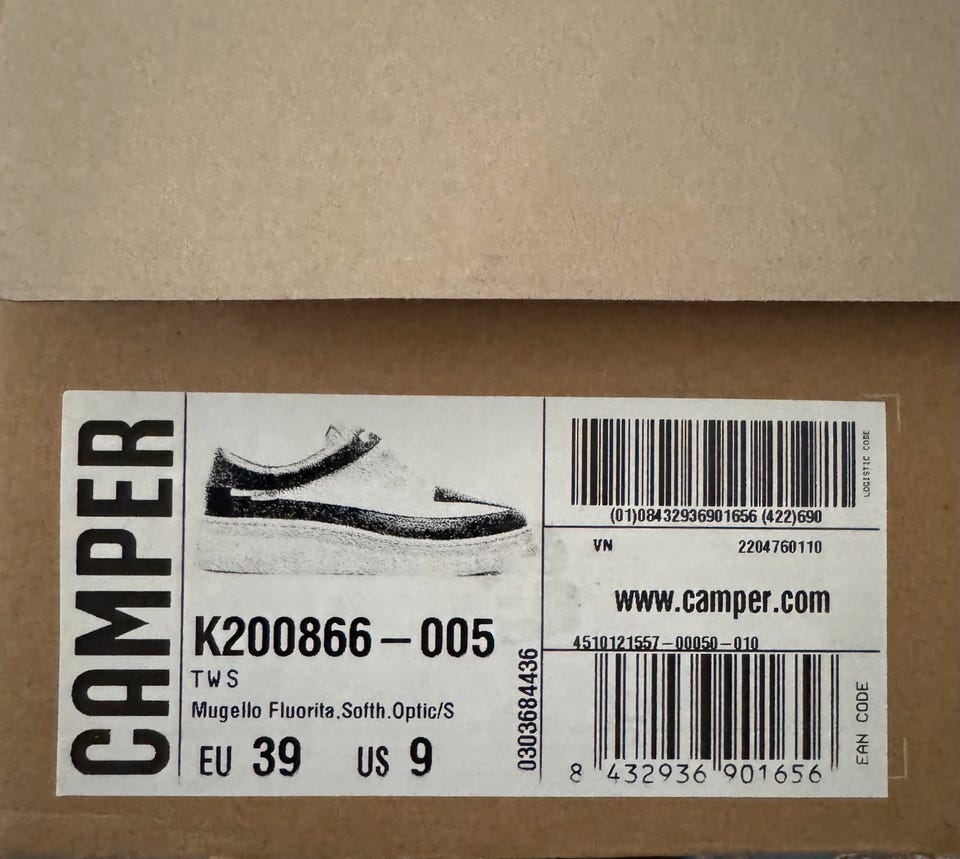 CAMPER
K200866-005
TWS
Mugello Fluorita.Softh.Optic/S
EU 39 US 9
0303684436
(01)08432936901656 (422)690
LOGISTIC CODE
VN 2204760110
www.camper.com
4510121557-00050-010
8 432936 901656
EAN CODE